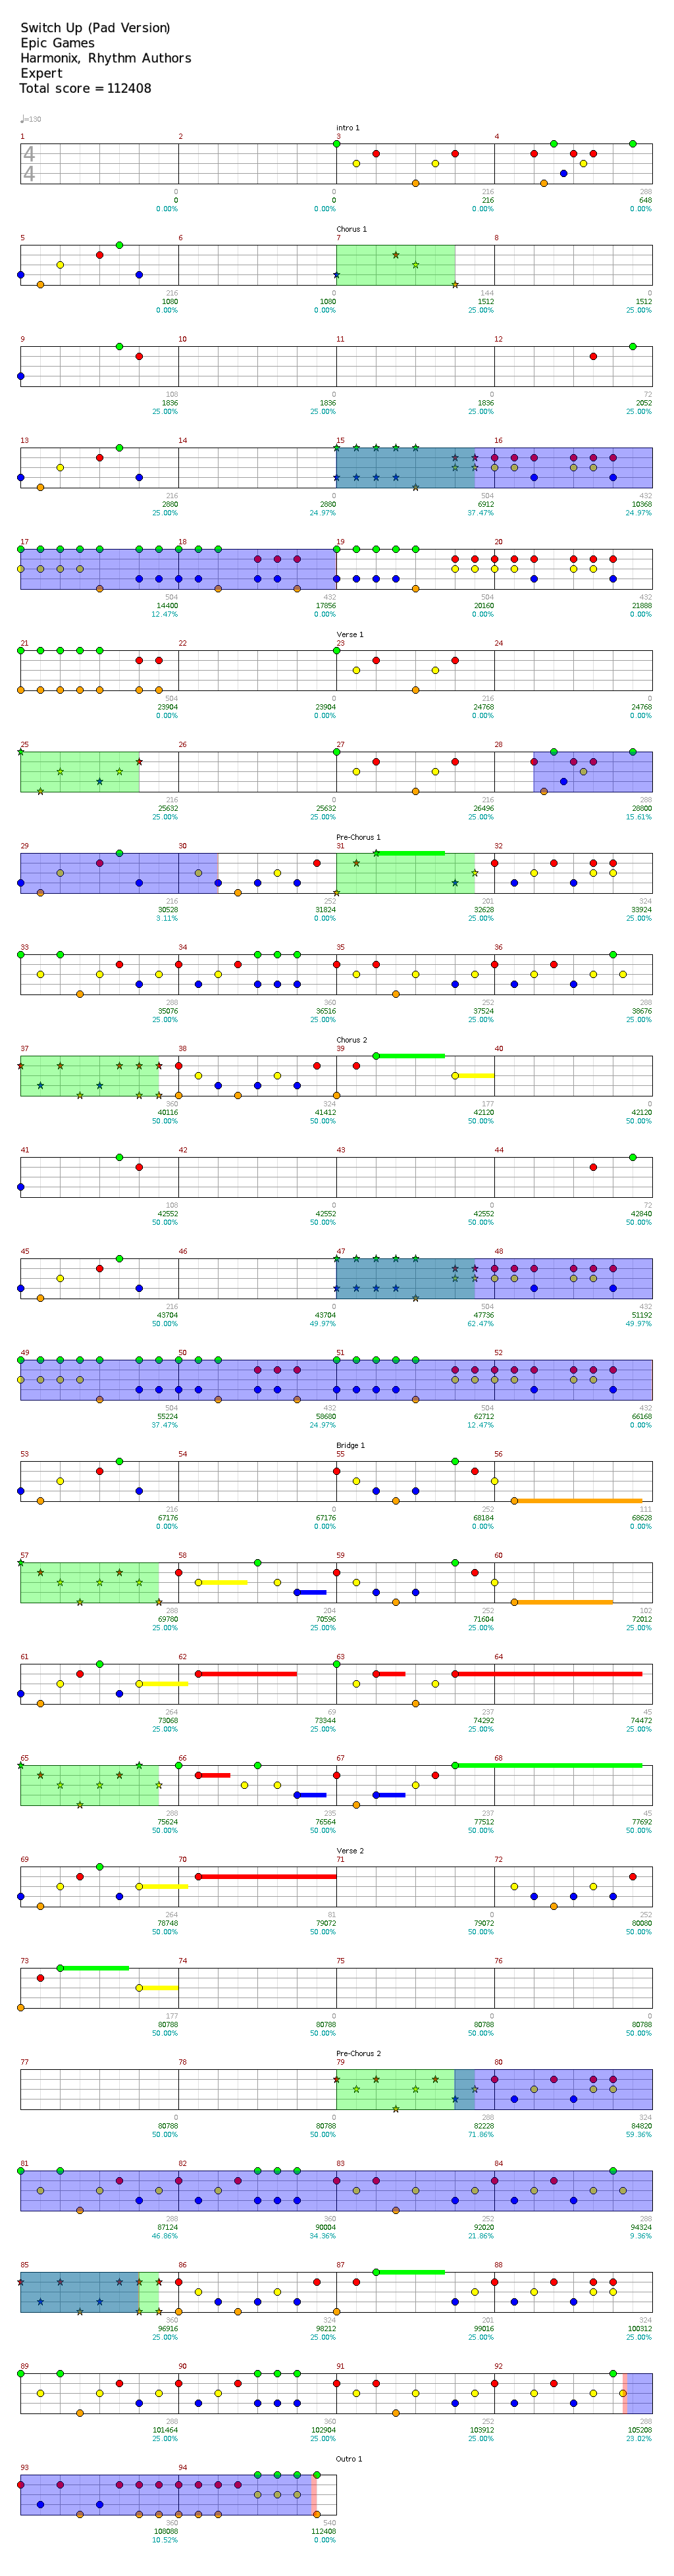 Switch Up (Pad Version)
Epic Games
Harmonix, Rhythm Authors
Expert
Total score = 112408
♩=130
intro 1
1 2 3 4
4
4
0 0 216 288
0 0 216 648
0.00% 0.00% 0.00% 0.00%
Chorus 1
5 6 7 8
216 0 144 0
1080 1080 1512 1512
0.00% 0.00% 25.00% 25.00%
9 10 11 12
108 0 0 72
1836 1836 1836 2052
25.00% 25.00% 25.00% 25.00%
13 14 15 16
216 0 504 432
2880 2880 6912 10368
25.00% 24.97% 37.47% 24.97%
17 18 19 20
504 432 504 432
14400 17856 20160 21888
12.47% 0.00% 0.00% 0.00%
Verse 1
21 22 23 24
504 0 216 0
23904 23904 24768 24768
0.00% 0.00% 0.00% 0.00%
25 26 27 28
216 0 216 288
25632 25632 26496 28800
25.00% 25.00% 25.00% 15.61%
Pre-Chorus 1
29 30 31 32
216 252 201 324
30528 31824 32628 33924
3.11% 0.00% 25.00% 25.00%
33 34 35 36
288 360 252 288
35076 36516 37524 38676
25.00% 25.00% 25.00% 25.00%
Chorus 2
37 38 39 40
360 324 177 0
40116 41412 42120 42120
50.00% 50.00% 50.00% 50.00%
41 42 43 44
108 0 0 72
42552 42552 42552 42840
50.00% 50.00% 50.00% 50.00%
45 46 47 48
216 0 504 432
43704 43704 47736 51192
50.00% 49.97% 62.47% 49.97%
49 50 51 52
504 432 504 432
55224 58680 62712 66168
37.47% 24.97% 12.47% 0.00%
Bridge 1
53 54 55 56
216 0 252 111
67176 67176 68184 68628
0.00% 0.00% 0.00% 0.00%
57 58 59 60
288 204 252 102
69780 70596 71604 72012
25.00% 25.00% 25.00% 25.00%
61 62 63 64
264 69 237 45
73068 73344 74292 74472
25.00% 25.00% 25.00% 25.00%
65 66 67 68
288 235 237 45
75624 76564 77512 77692
50.00% 50.00% 50.00% 50.00%
Verse 2
69 70 71 72
264 81 0 252
78748 79072 79072 80080
50.00% 50.00% 50.00% 50.00%
73 74 75 76
177 0 0 0
80788 80788 80788 80788
50.00% 50.00% 50.00% 50.00%
Pre-Chorus 2
77 78 79 80
0 0 288 324
80788 80788 82228 84820
50.00% 50.00% 71.86% 59.36%
81 82 83 84
288 360 252 288
87124 90004 92020 94324
46.86% 34.36% 21.86% 9.36%
85 86 87 88
360 324 201 324
96916 98212 99016 100312
25.00% 25.00% 25.00% 25.00%
89 90 91 92
288 360 252 288
101464 102904 103912 105208
25.00% 25.00% 25.00% 23.02%
Outro 1
93 94
360 540
108088 112408
10.52% 0.00%